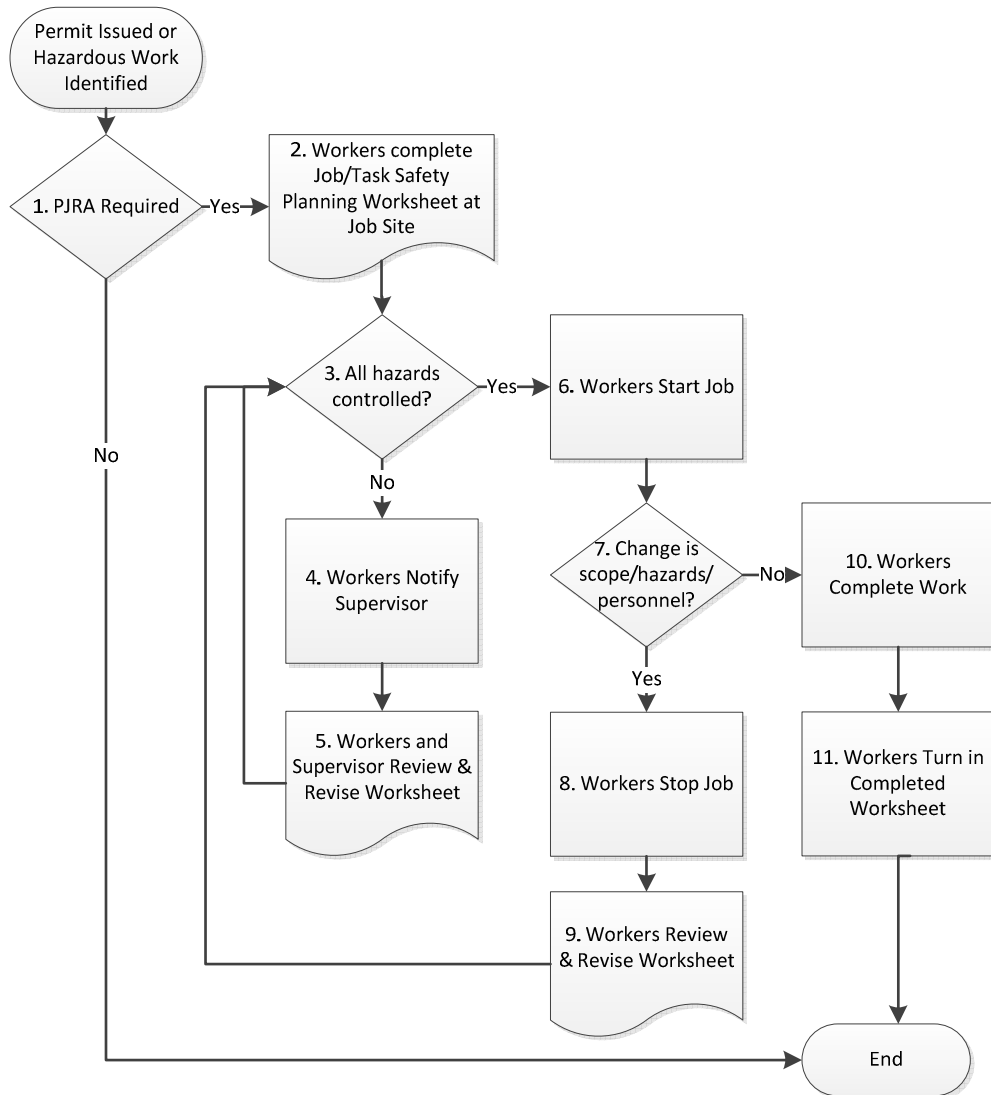 Permit Issued or
Hazardous Work
Identified
1. PJRA Required
Yes
2. Workers complete
Job/Task Safety
Planning Worksheet at
Job Site
3. All hazards
controlled?
Yes
6. Workers Start Job
No
No
4. Workers Notify
Supervisor
7. Change is
scope/hazards/
personnel?
No
10. Workers
Complete Work
Yes
5. Workers and
Supervisor Review &
Revise Worksheet
8. Workers Stop Job
11. Workers Turn in
Completed
Worksheet
9. Workers Review
& Revise Worksheet
End